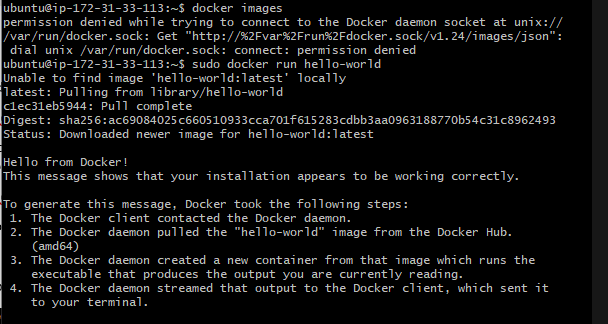 ubuntu@ip-172-31-33-113:~$ docker images
permission denied while trying to connect to the Docker daemon socket at unix://
/var/run/docker.sock: Get "http://%2Fvar%2Frun%2Fdocker.sock/v1.24/images/json":
 dial unix /var/run/docker.sock: connect: permission denied
ubuntu@ip-172-31-33-113:~$ sudo docker run hello-world
Unable to find image 'hello-world:latest' locally
latest: Pulling from library/hello-world
c1ec31eb5944: Pull complete
Digest: sha256:ac69084025c660510933cca701f615283cdbb3aa0963188770b54c31c8962493
Status: Downloaded newer image for hello-world:latest

Hello from Docker!
This message shows that your installation appears to be working correctly.

To generate this message, Docker took the following steps:
 1. The Docker client contacted the Docker daemon.
 2. The Docker daemon pulled the "hello-world" image from the Docker Hub.
    (amd64)
 3. The Docker daemon created a new container from that image which runs the
    executable that produces the output you are currently reading.
 4. The Docker daemon streamed that output to the Docker client, which sent it
    to your terminal.